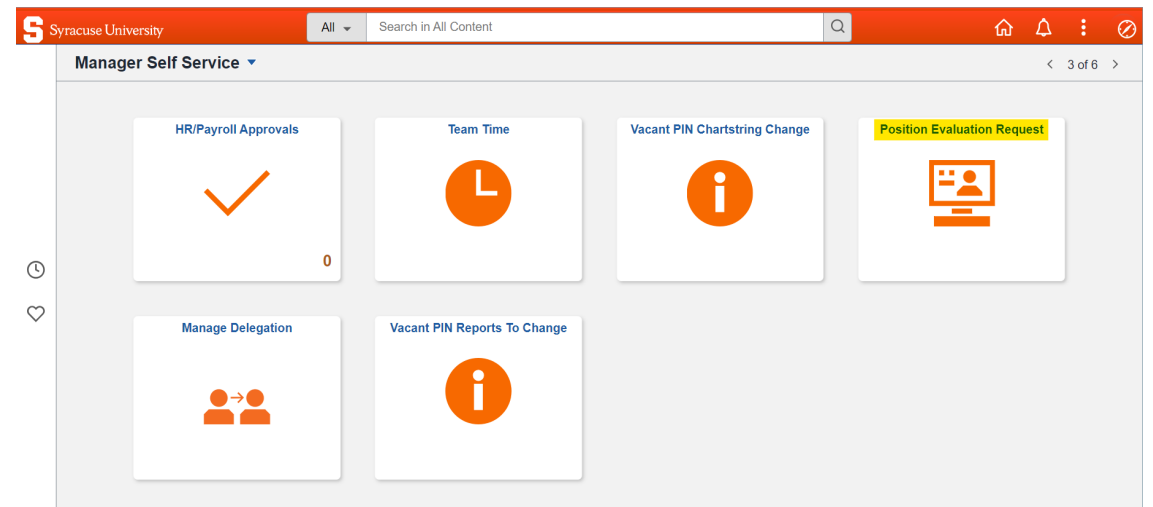 S Syracuse University
All
Search in All Content
Manager Self Service
3 of 6
HR/Payroll Approvals
Team Time
Vacant PIN Chartstring Change
Position Evaluation Request
0
Manage Delegation
Vacant PIN Reports To Change